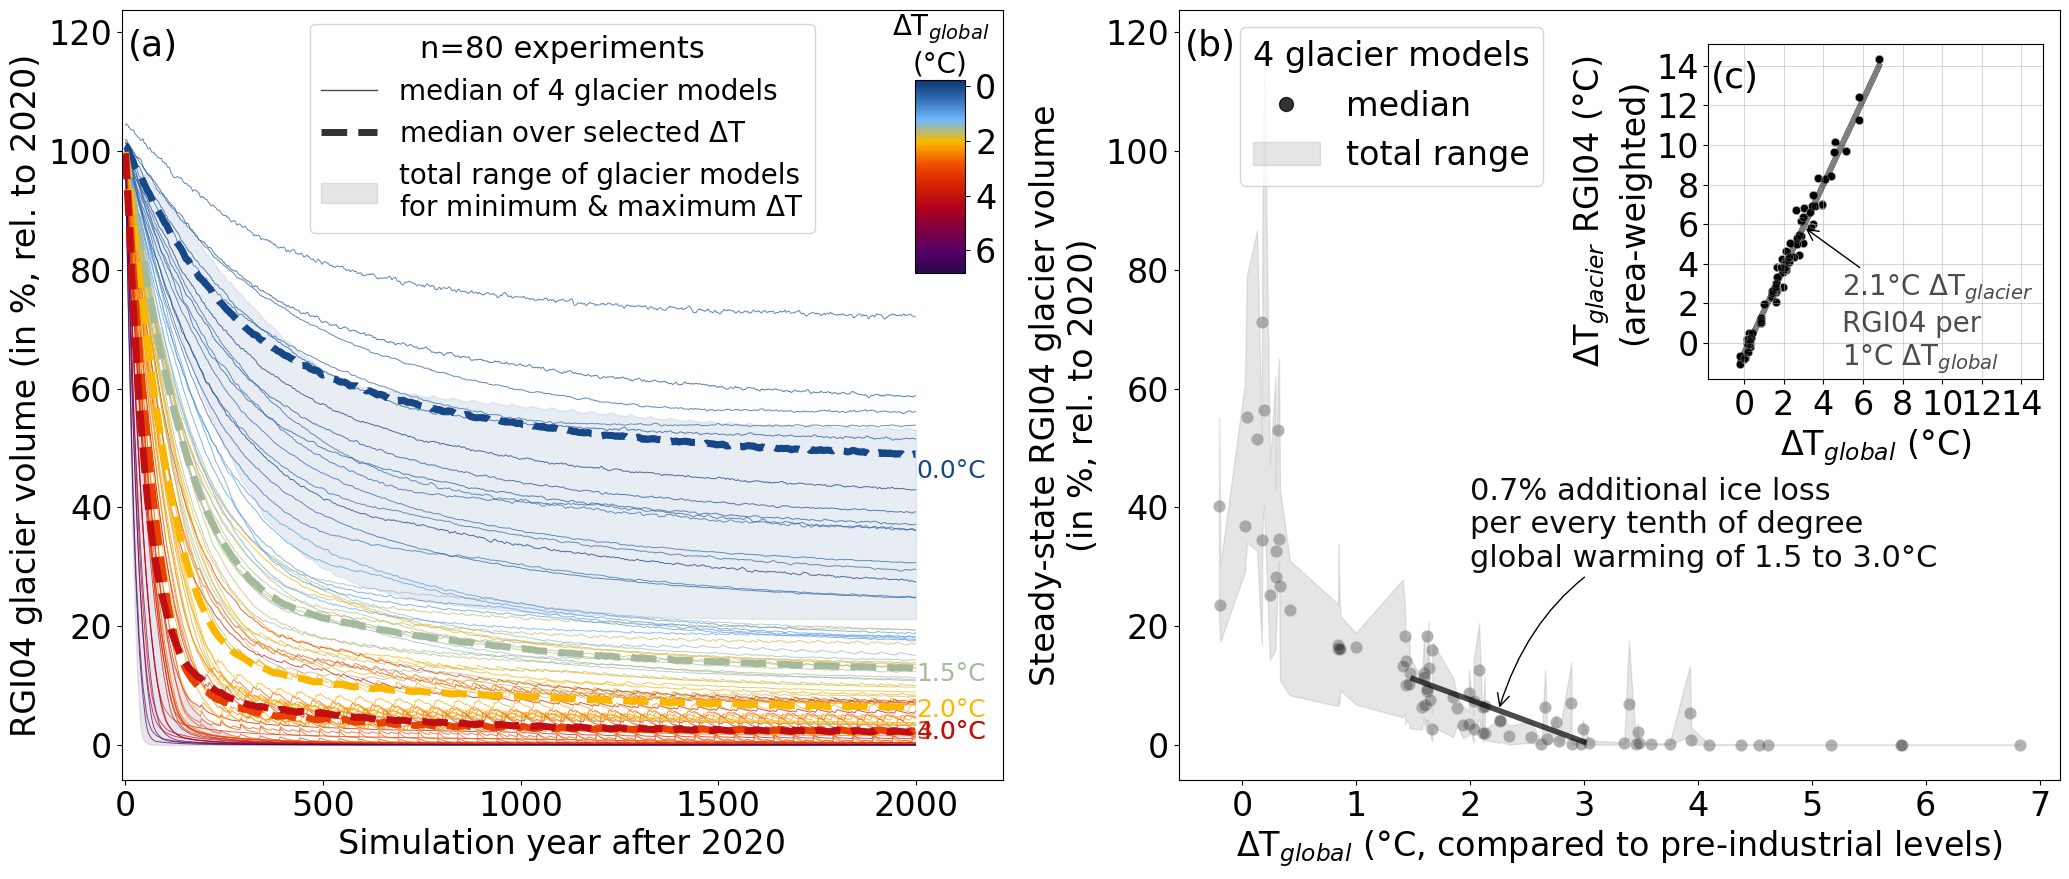 (a)
n=80 experiments
median of 4 glacier models
median over selected ΔT
total range of glacier models
for minimum & maximum ΔT
ΔTglobal
(°C)
0
2
4
6
120
100
80
60
40
20
0
RGI04 glacier volume (in %, rel. to 2020)
0.0°C
1.5°C
2.0°C
4.0°C
0 500 1000 1500 2000
Simulation year after 2020
(b)
4 glacier models
median
total range
120
100
80
60
40
20
0
Steady-state RGI04 glacier volume
(in %, rel. to 2020)
0.7% additional ice loss
per every tenth of degree
global warming of 1.5 to 3.0°C
0 1 2 3 4 5 6 7
ΔTglobal (°C, compared to pre-industrial levels)
(c)
14
12
10
8
6
4
2
0
ΔTglacier RGI04 (°C)
(area-weighted)
2.1°C ΔTglacier
RGI04 per
1°C ΔTglobal
0 2 4 6 8 10 12 14
ΔTglobal (°C)